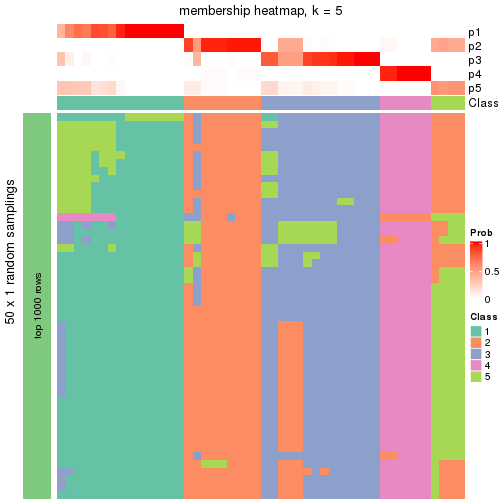 membership heatmap, k = 5
p1
p2
p3
p4
p5
Class
50 x 1 random samplings
top 1000 rows
Prob
1
0.5
0
Class
1
2
3
4
5